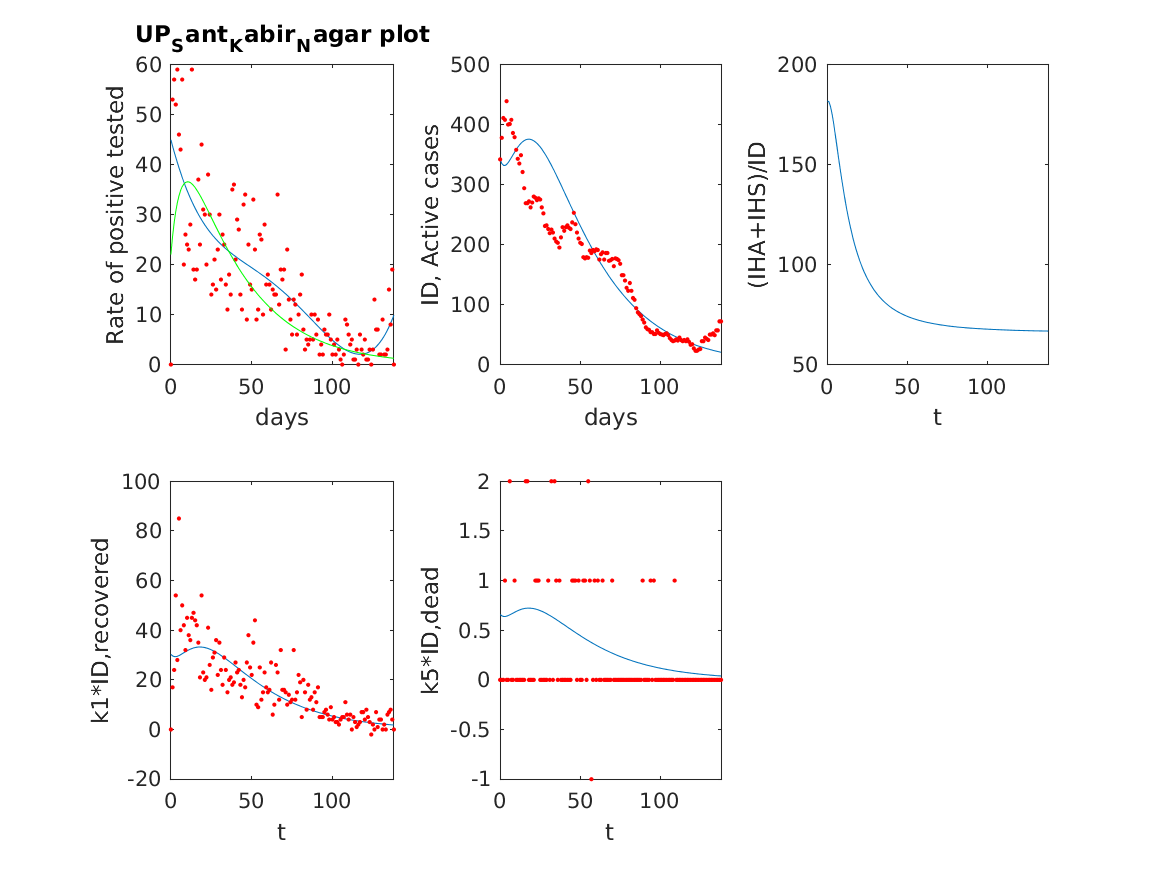 UPSantKabirNagar plot
60
50
40
30
20
10
0
0 50 100
days
Rate of positive tested
500
400
300
200
100
0
0 50 100
days
ID, Active cases
200
150
100
50
0 50 100
t
(IHA+IHS)/ID
100
80
60
40
20
0
-20
0 50 100
t
k1*ID,recovered
2
1.5
1
0.5
0
-0.5
-1
0 50 100
t
k5*ID,dead